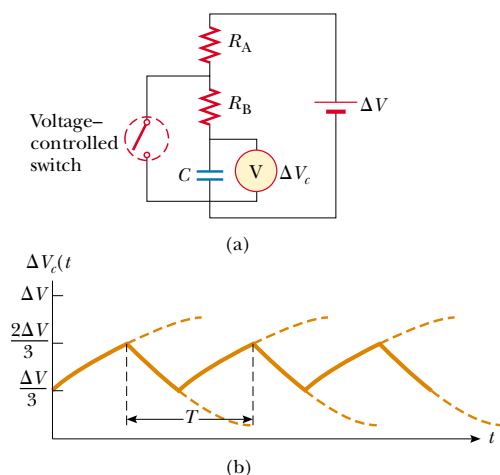 R_A
R_B
ΔV
Voltage–
controlled
switch
C
V
ΔV_c
(a)
ΔV_c(t
ΔV
2ΔV
3
ΔV
3
T
t
(b)